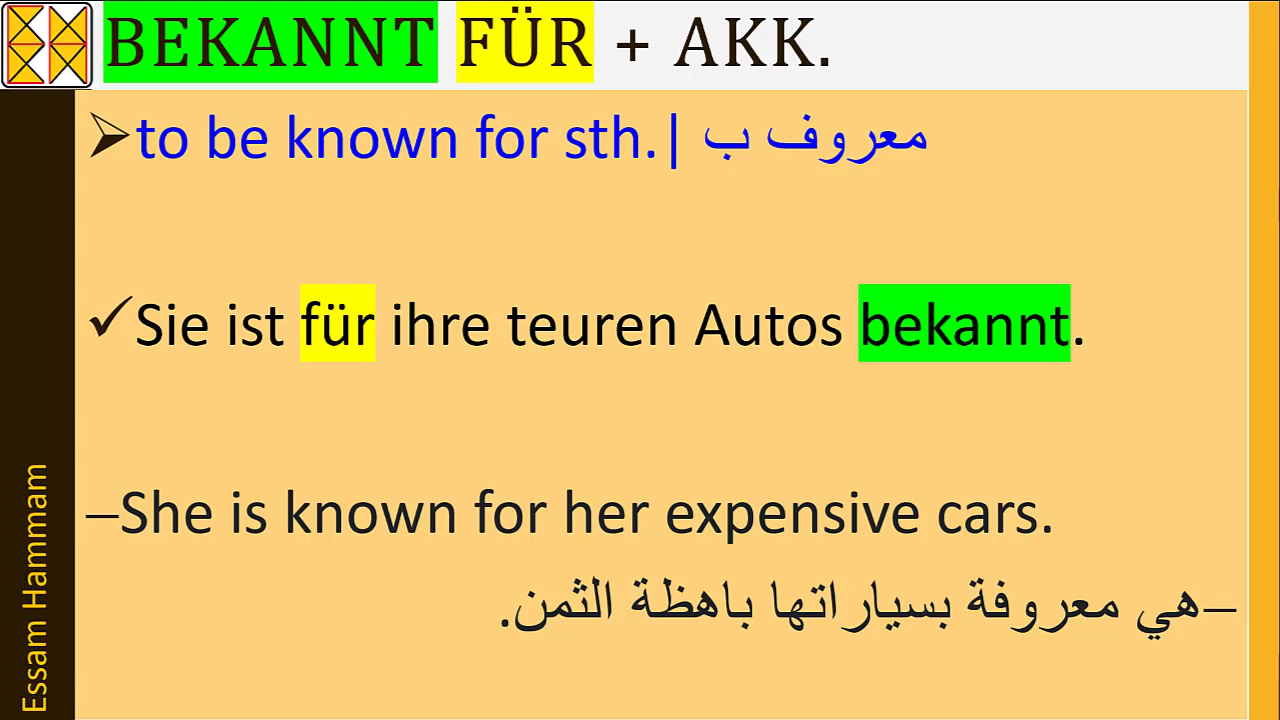 BEKANNT FÜR + AKK.
to be known for sth.| معروف ب
Sie ist für ihre teuren Autos bekannt.
–She is known for her expensive cars.
–هي معروفة بسياراتها باهظة الثمن.
Essam Hammam